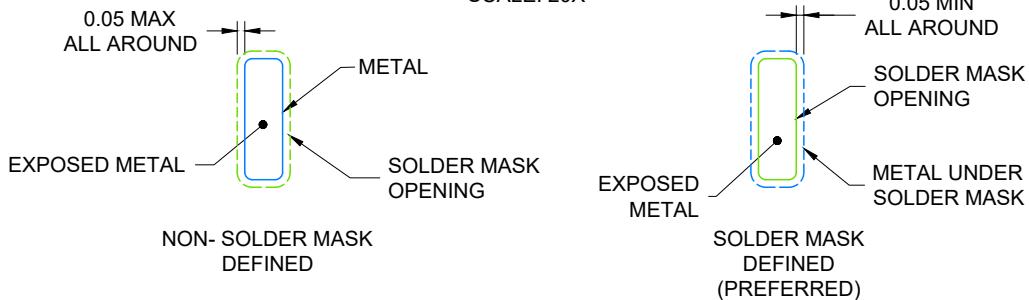 0.05 MAX
ALL AROUND
METAL
EXPOSED METAL
SOLDER MASK
OPENING
NON- SOLDER MASK
DEFINED
0.05 MIN
ALL AROUND
SOLDER MASK
OPENING
EXPOSED
METAL
METAL UNDER
SOLDER MASK
SOLDER MASK
DEFINED
(PREFERRED)